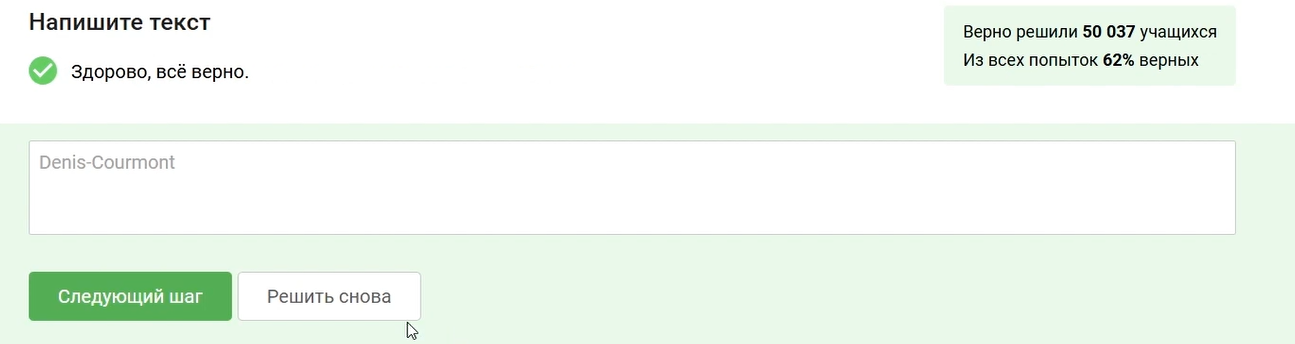 Напишите текст
Здорово, всё верно.
Верно решили 50 037 учащихся
Из всех попыток 62% верных
Denis-Courmont
Следующий шаг
Решить снова